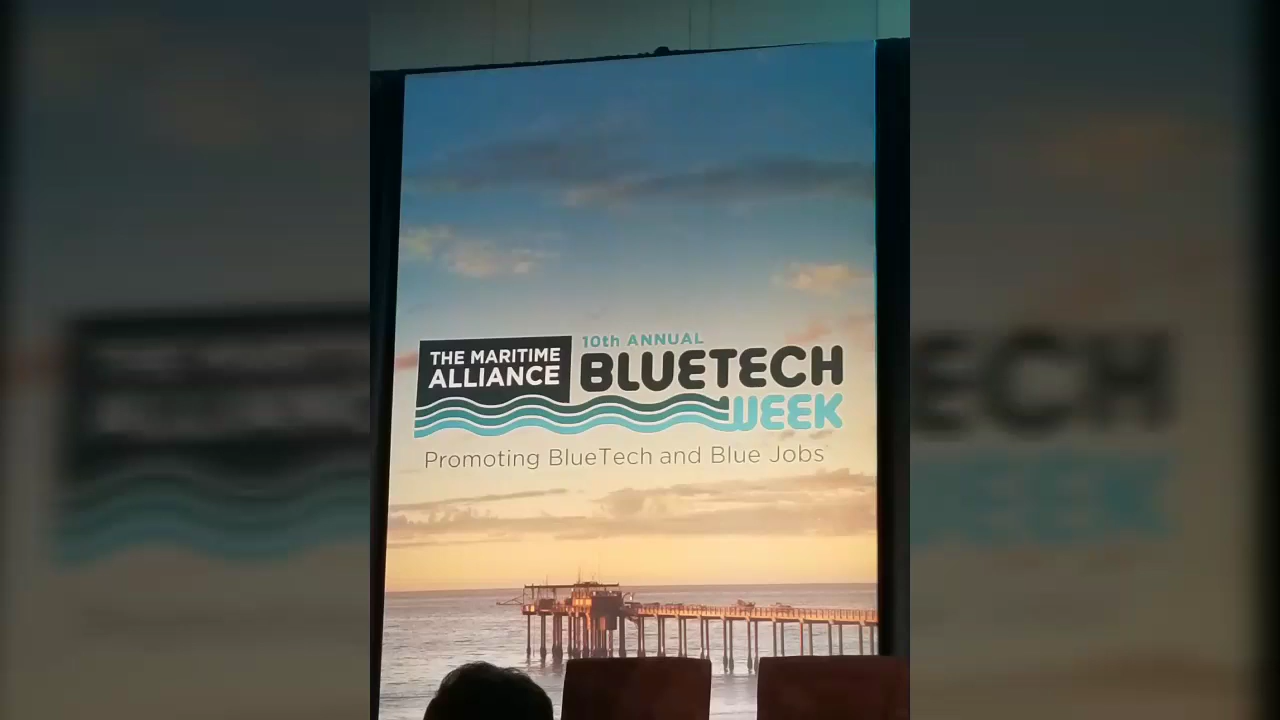 THE MARITIME
ALLIANCE
10th ANNUAL
BLUETECH
WEEK
Promoting BlueTech and Blue Jobs